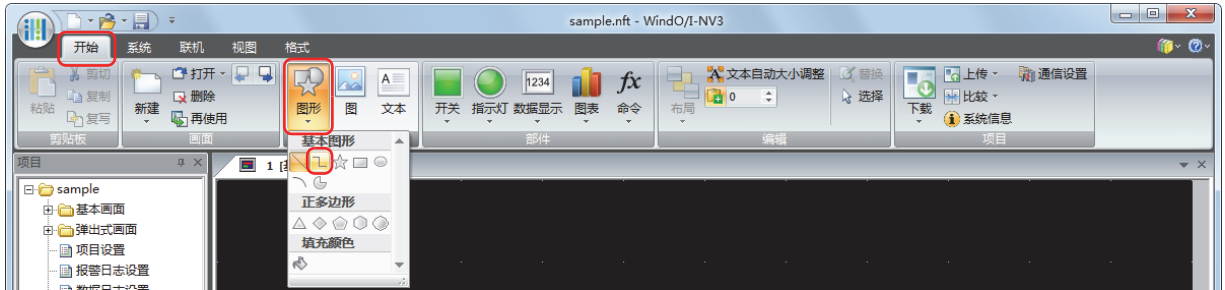 sample.nft - WindO/I-NV3
开始 系统 联机 视图 格式
粘贴 剪切 复制 复写
剪贴板
新建 打开 删除 再使用
画面
图形 图 文本
开关 指示灯 数据显示 图表 命令
1234
fx
部件
布局 文本自动大小调整 0 替换 选择
编辑
下载 上传 比较 系统信息 通信设置
项目
基本图形
正多边形
填充颜色
项目
1
sample
基本画面
弹出式画面
项目设置
报警日志设置
数据日志设置